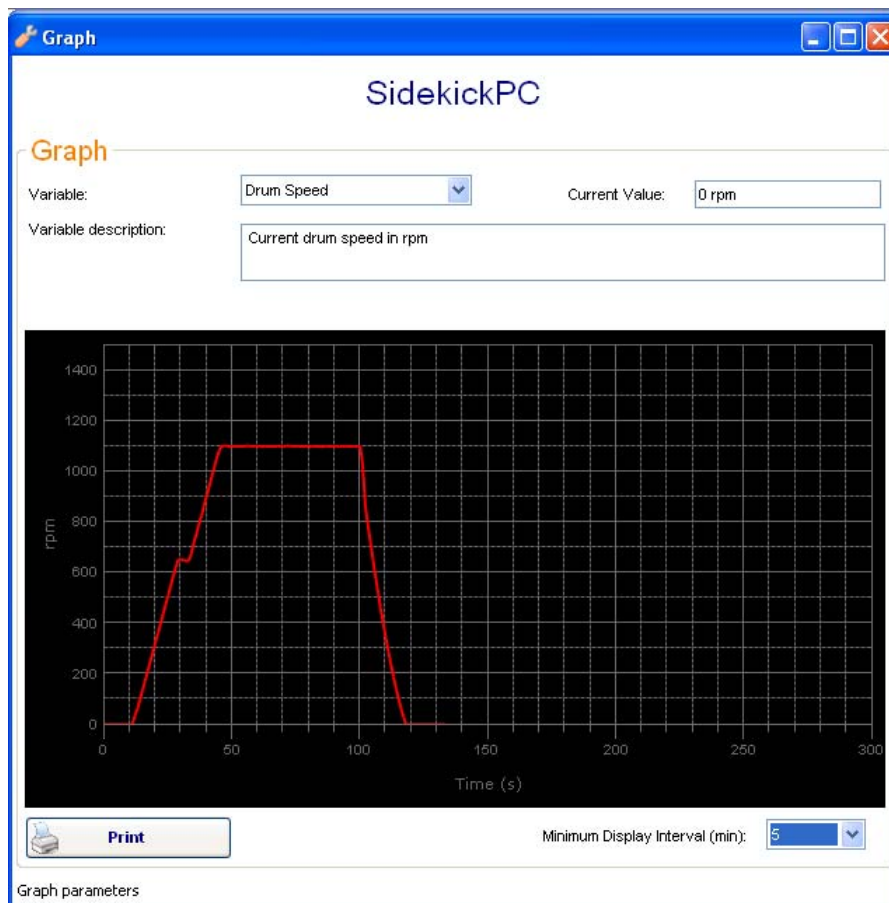 Graph
SidekickPC
Graph
Variable:
Drum Speed
Current Value:
0 rpm
Variable description:
Current drum speed in rpm
1400
1200
1000
800
600
400
200
0
rpm
0
50
100
150
200
250
300
Time (s)
Print
Minimum Display Interval (min):
5
Graph parameters